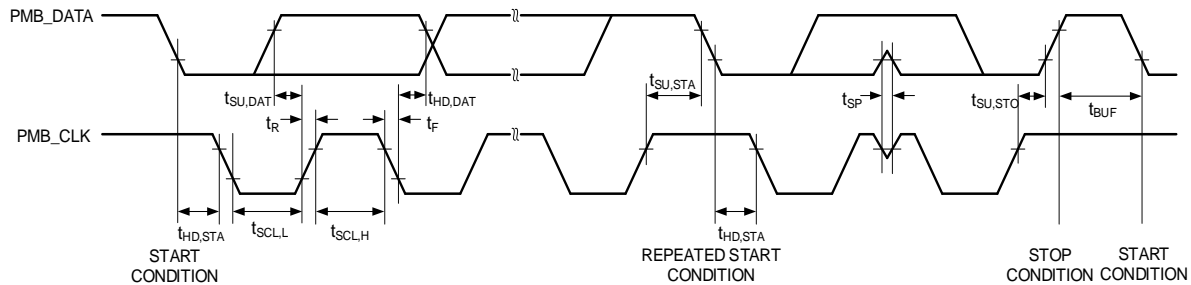 PMB_DATA
tSU,DAT
tHD,DAT
tSU,STA
tSP
tSU,STO
tBUF
tR
tF
PMB_CLK
tHD,STA
tSCL,L
tSCL,H
tHD,STA
START
CONDITION
REPEATED START
CONDITION
STOP
CONDITION
START
CONDITION